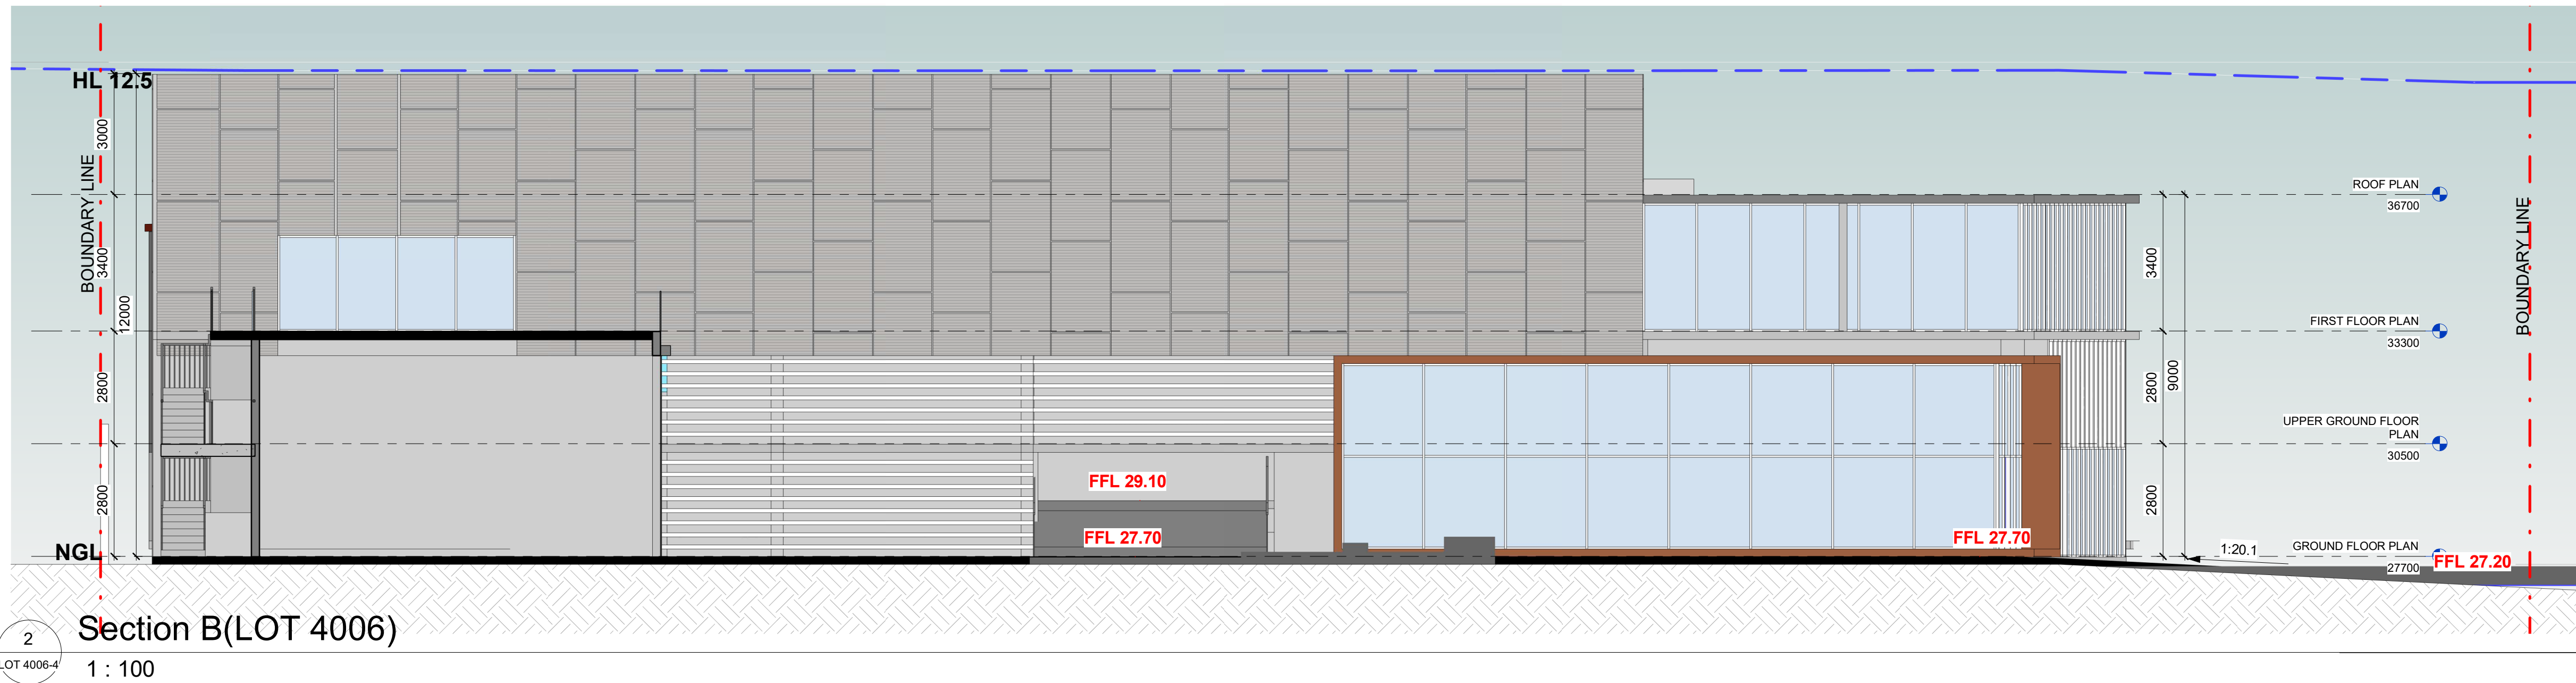 HL 12.5
BOUNDARY LINE
3000
3400
12000
2800
2800
NGL
FFL 29.10
FFL 27.70
FFL 27.70
3400
2800
9000
2800
1:20.1
ROOF PLAN
36700
FIRST FLOOR PLAN
33300
UPPER GROUND FLOOR
PLAN
30500
GROUND FLOOR PLAN
27700
FFL 27.20
BOUNDARY LINE
2
LOT 4006-4
Section B(LOT 4006)
1 : 100